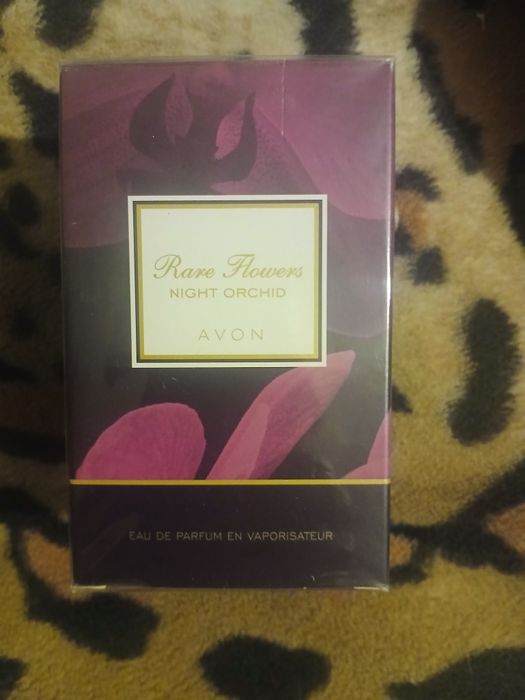 Rare Flowers
NIGHT ORCHID
AVON
EAU DE PARFUM EN VAPORISATEUR